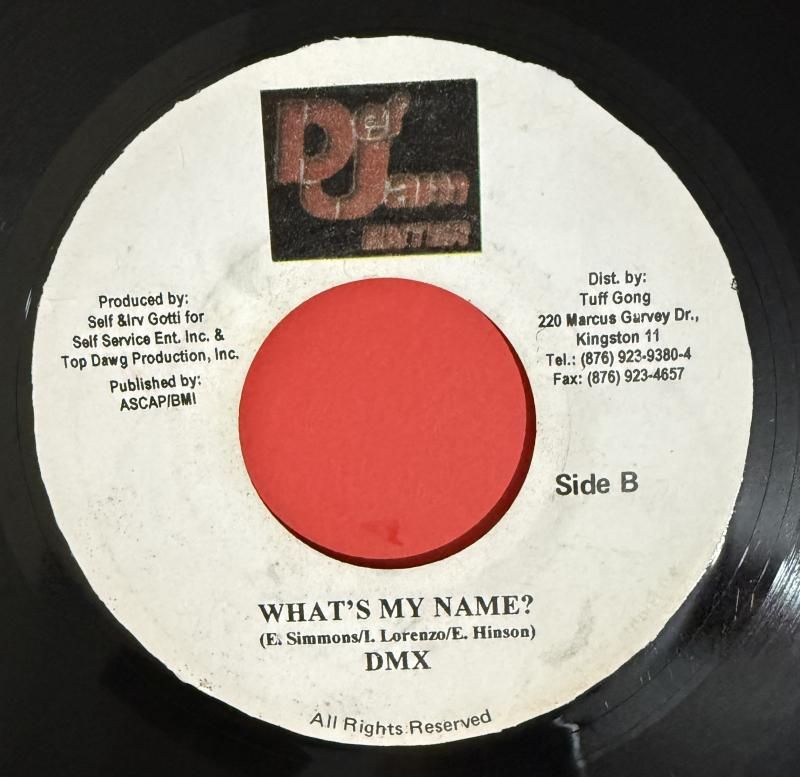 Def
Jam
Produced by:
Self &Irv Gotti for
Self Service Ent. Inc. &
Top Dawg Production, Inc.
Published by:
ASCAP/BMI
Dist. by:
Tuff Gong
220 Marcus Garvey Dr.,
Kingston 11
Tel.: (876) 923-9380-4
Fax: (876) 923-4657
Side B
WHAT'S MY NAME?
(E. Simmons/I. Lorenzo/E. Hinson)
DMX
All Rights Reserved